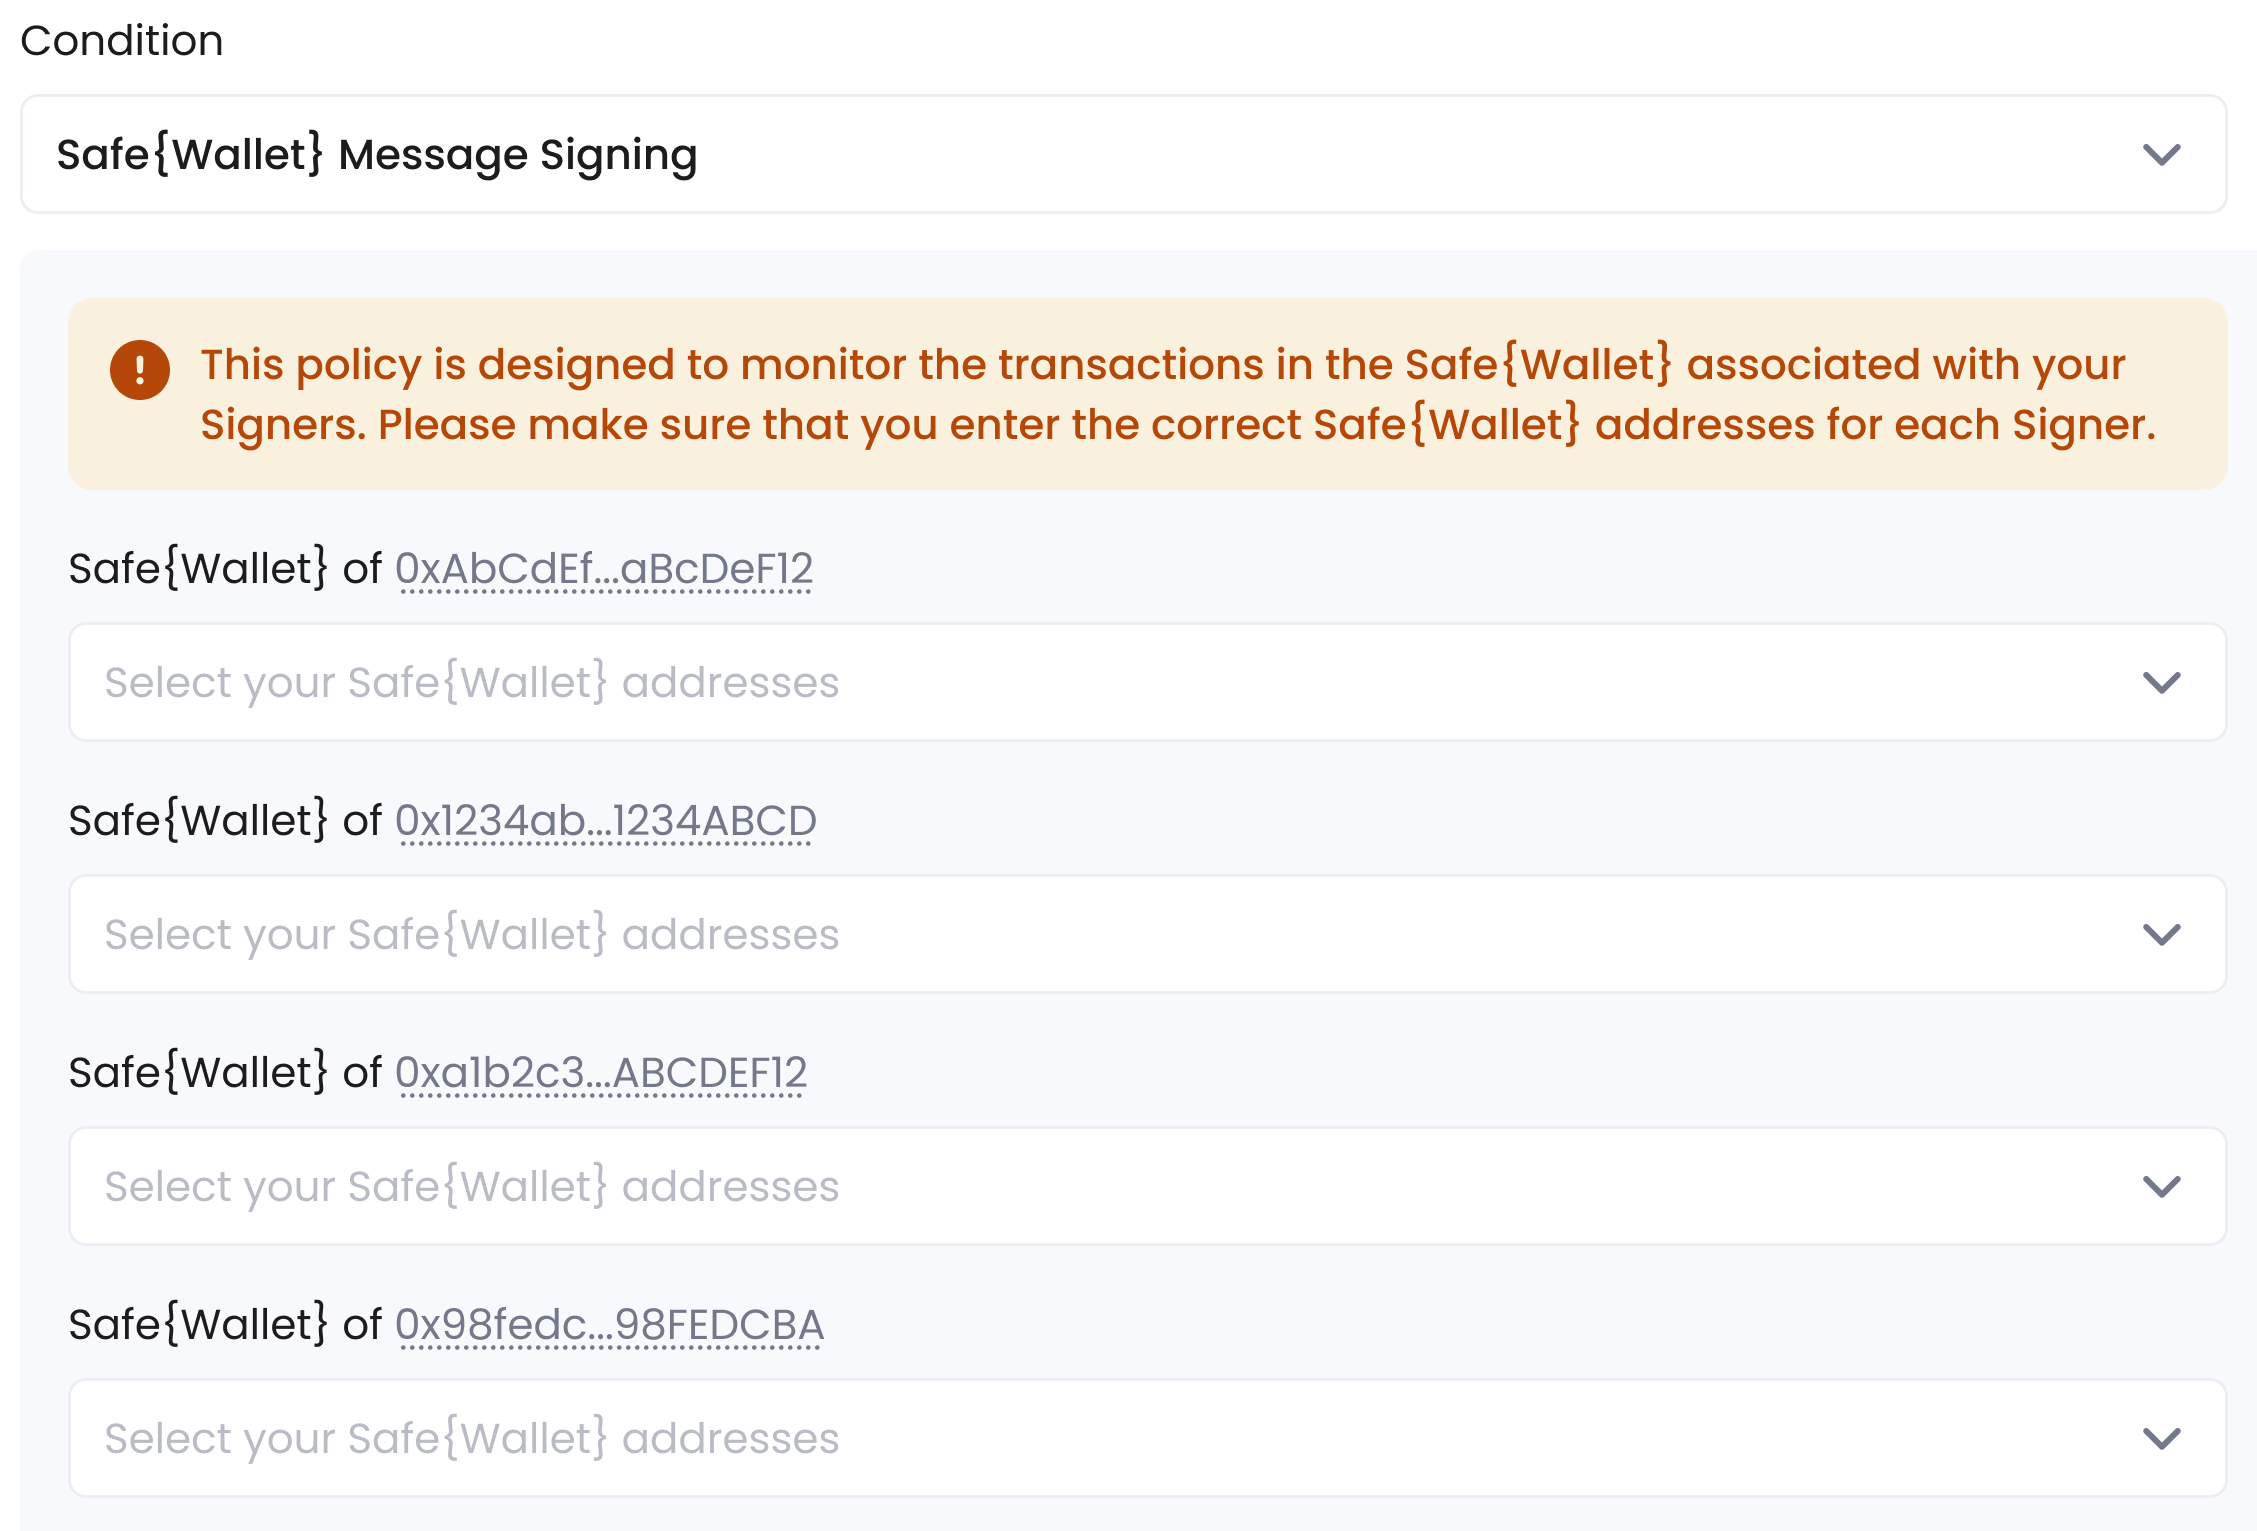 Condition
Safe{Wallet} Message Signing
This policy is designed to monitor the transactions in the Safe{Wallet} associated with your
Signers. Please make sure that you enter the correct Safe{Wallet} addresses for each Signer.
Safe{Wallet} of 0xAbCdEf...aBcDeF12
Select your Safe{Wallet} addresses
Safe{Wallet} of 0x1234ab...1234ABCD
Select your Safe{Wallet} addresses
Safe{Wallet} of 0xa1b2c3...ABCDEF12
Select your Safe{Wallet} addresses
Safe{Wallet} of 0x98fedc...98FEDCBA
Select your Safe{Wallet} addresses